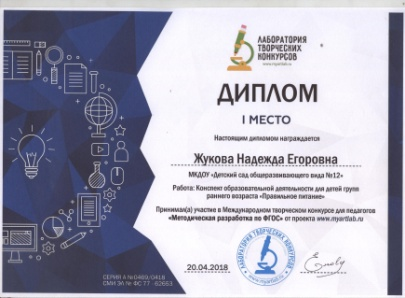 ЛАБОРАТОРИЯ
ТВОРЧЕСКИХ
КОНКУРСОВ
www.myartlab.ru
ДИПЛОМ
I МЕСТО
Настоящим дипломом награждается
Жукова Надежда Егоровна
МКДОУ «Детский сад общеразвивающего вида №12»
Работа: Конспект образовательной деятельности для детей групп
раннего возраста «Правильное питание»
Принимал(а) участие в Международном творческом конкурсе для педагогов
«Методическая разработка по ФГОС» от проекта www.myartlab.ru
ЛАБОРАТОРИЯ ТВОРЧЕСКИХ КОНКУРСОВ
20.04.2018
СЕРИЯ А №0469/0418
СМИ ЭЛ № ФС 77 - 62653